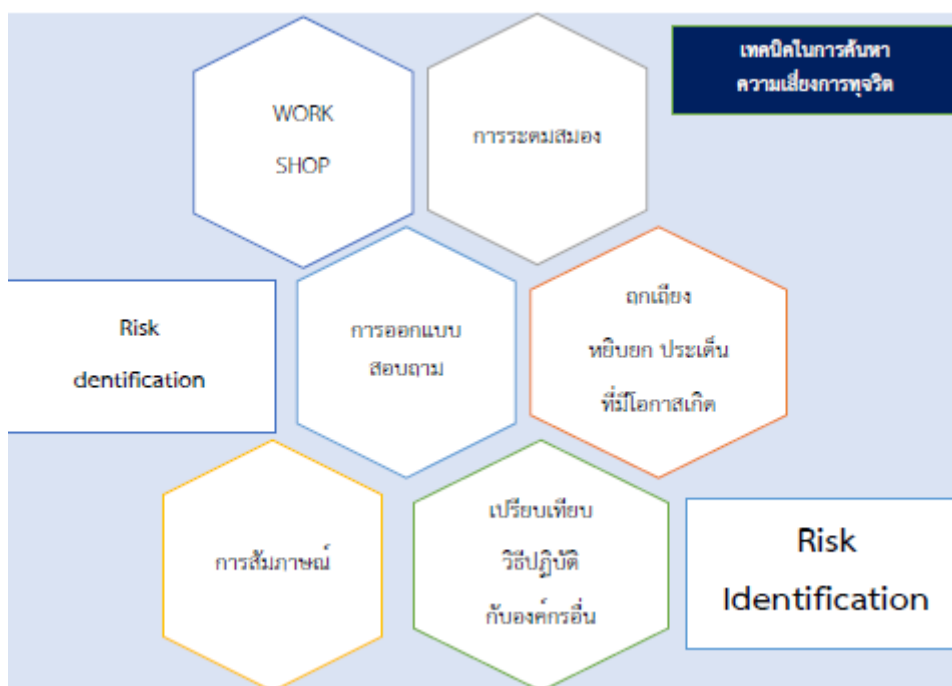 เทคนิคในการค้นหา
ความเสี่ยงการทุจริต
WORK
SHOP
การระดมสมอง
Risk
dentification
การออกแบบ
สอบถาม
ถกเถียง
หยิบยก ประเด็น
ที่มีโอกาสเกิด
การสัมภาษณ์
เปรียบเทียบ
วิธีปฏิบัติ
กับองค์กรอื่น
Risk
Identification